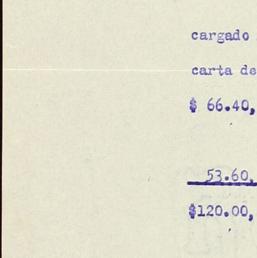 cargado
carta de
$ 66.40,
53.60,
$120.00,